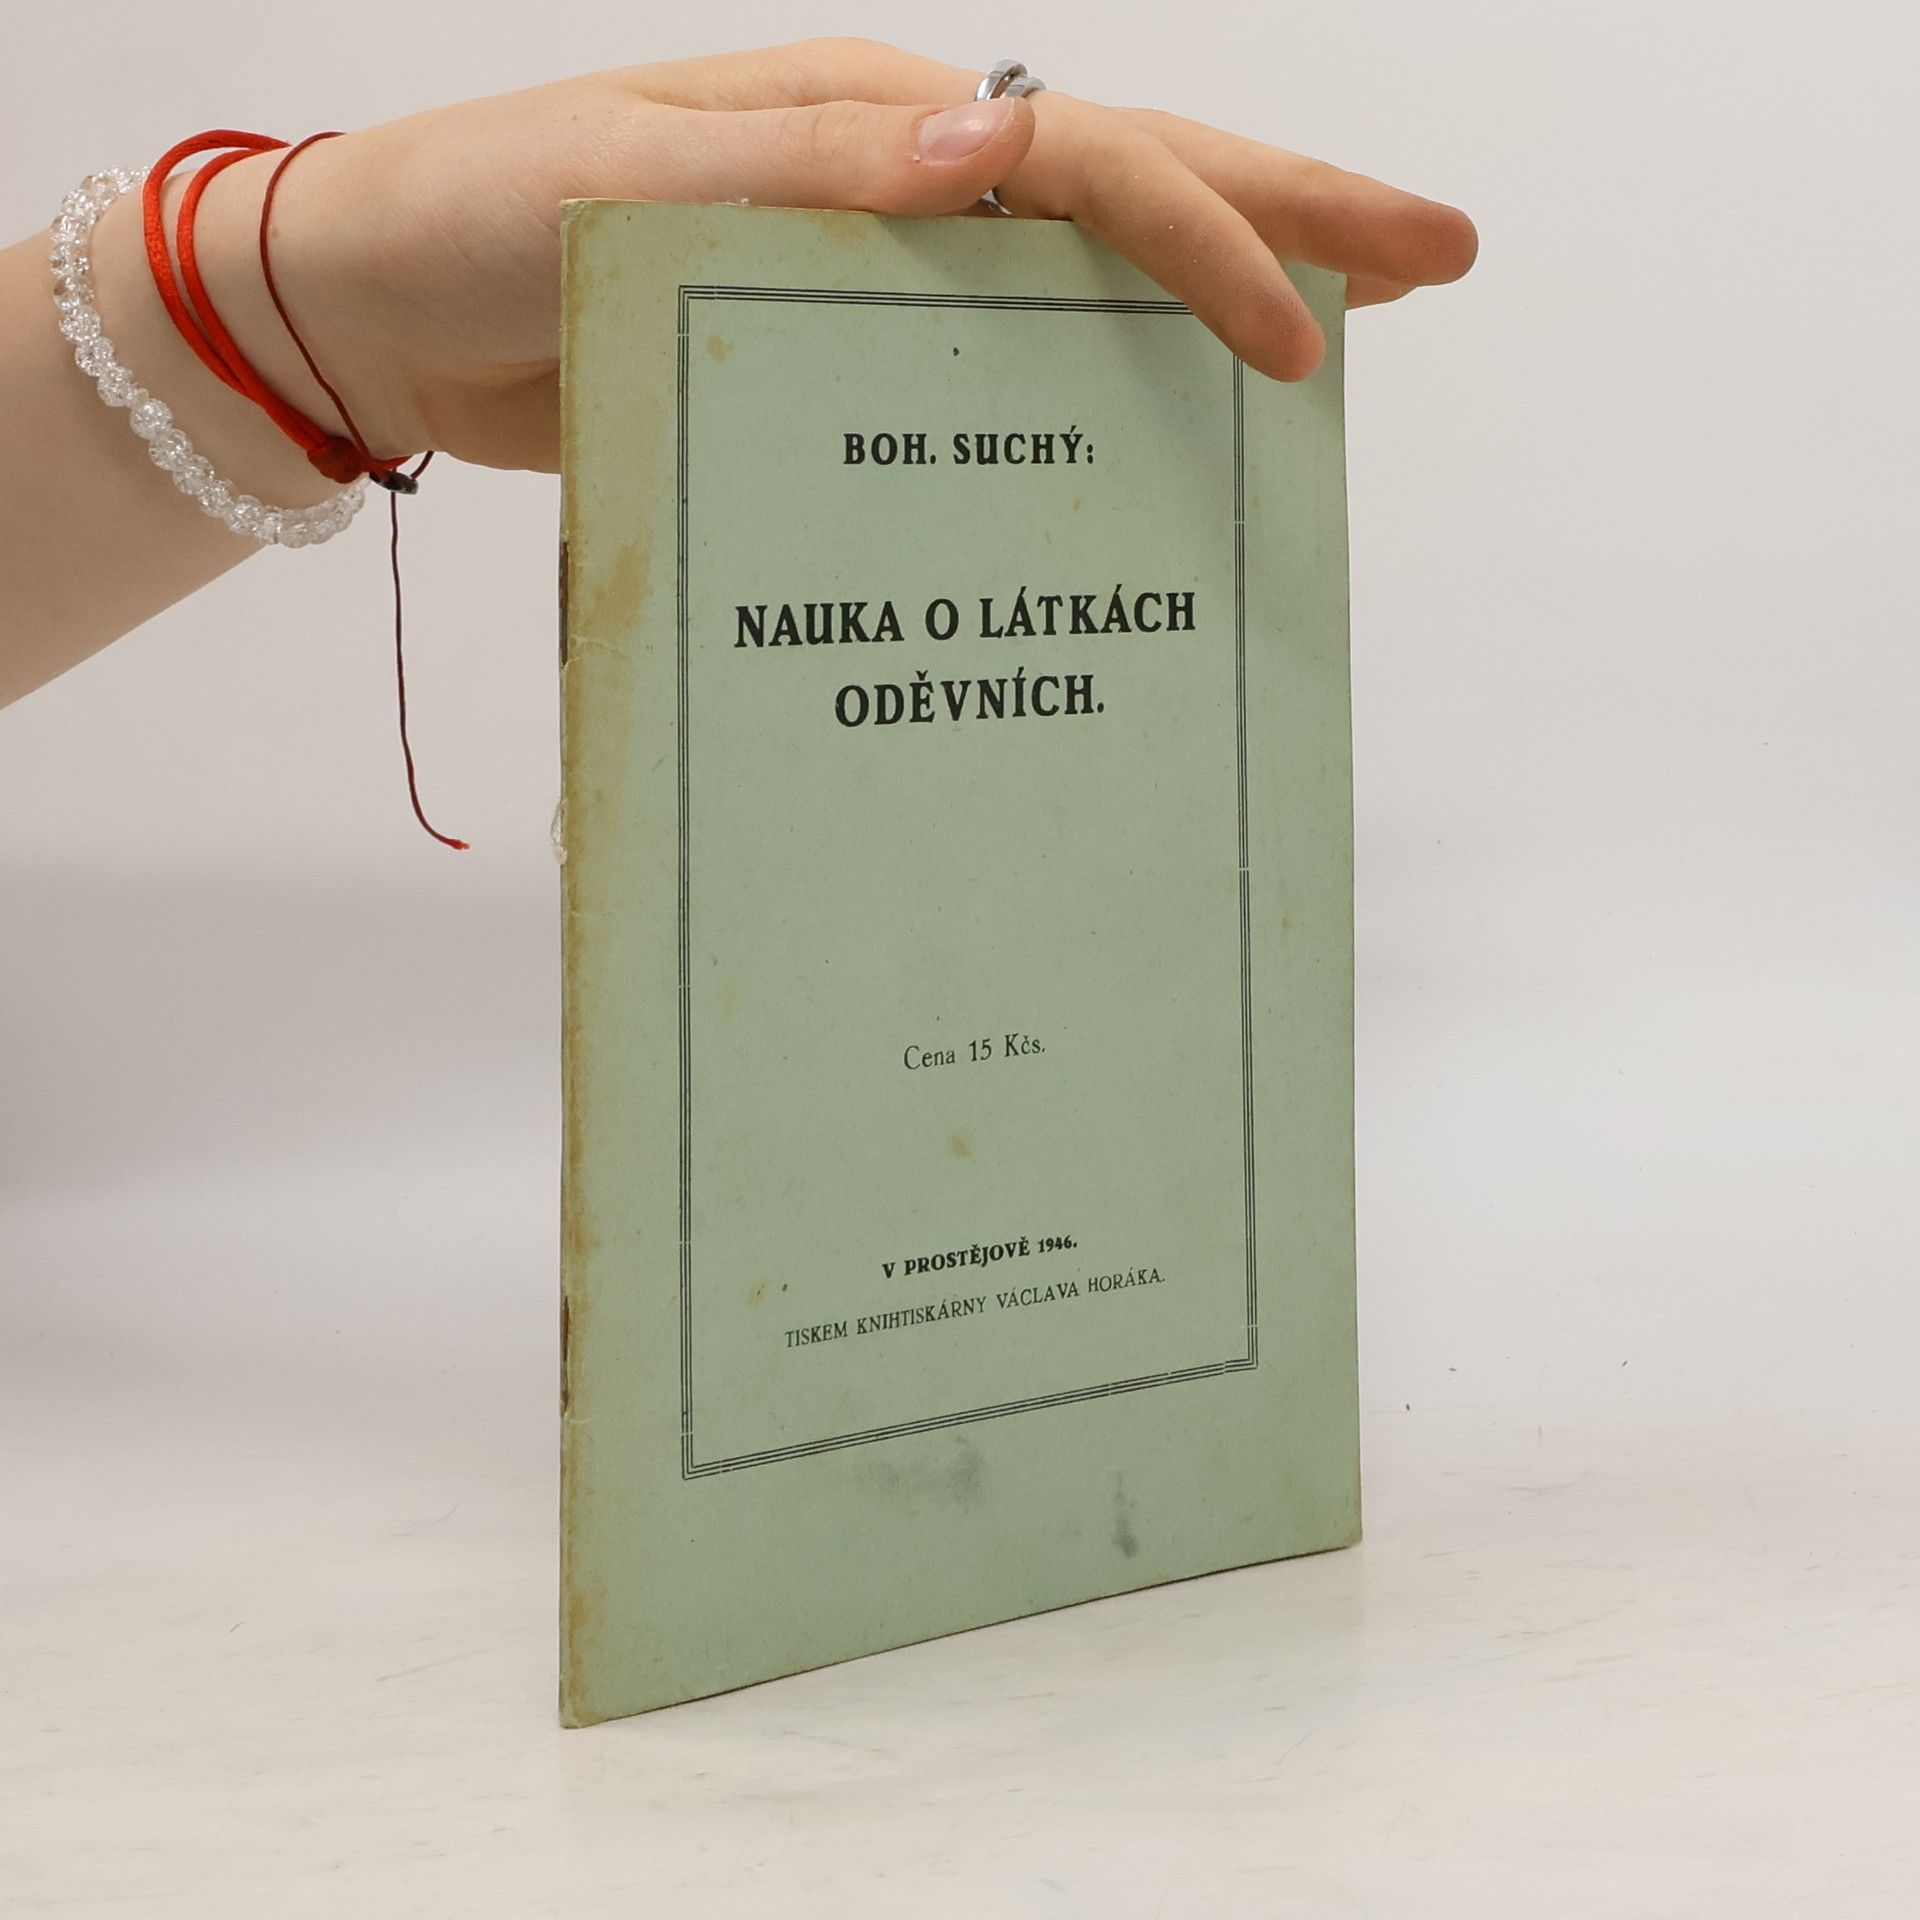 BOH. SUCHÝ:
NAUKA O LÁTKÁCH
ODĚVNÍCH.
Cena 15 Kčs.
V PROSTĚJOVĚ 1946.
TISKEM KNIHTISKÁRNY VÁCLAVA HORÁKA.